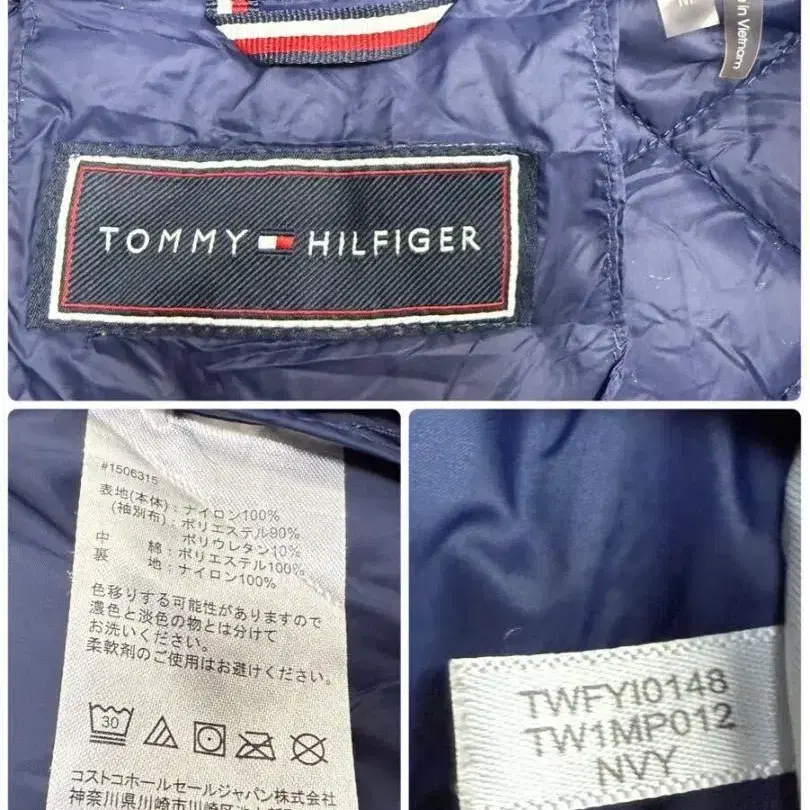 in Vietnam
TOMMY HILFIGER
#1506315
表地(本体):ナイロン100%
(袖別布):ポリエステル90%
ポリウレタン10%
中　綿:ポリエステル100%
裏　地:ナイロン100%
色移りする可能性がありますので
濃色と淡色の物とは分けて
お洗いください。
柔軟剤のご使用はお避けください。
30
コストコホールセールジャパン株式会社
神奈川県川崎市川崎区池上新町
TWFYI0148
TW1MP012
NVY